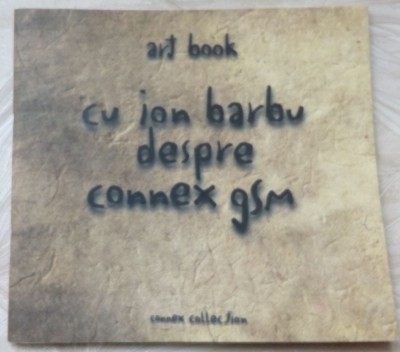 art book
cu ion barbu
despre
connex gsm
connex collection